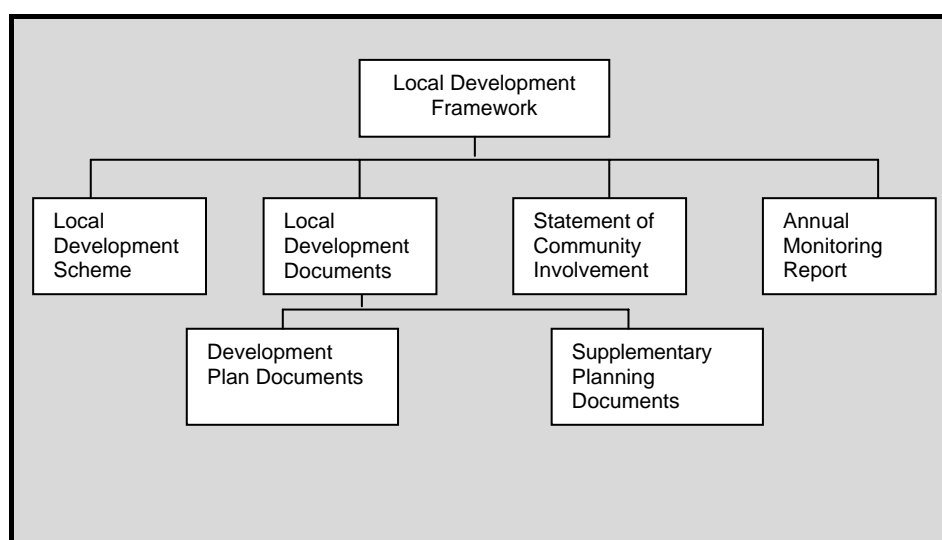 Local Development
Framework
Local
Development
Scheme
Local
Development
Documents
Statement of
Community
Involvement
Annual
Monitoring
Report
Development
Plan Documents
Supplementary
Planning
Documents